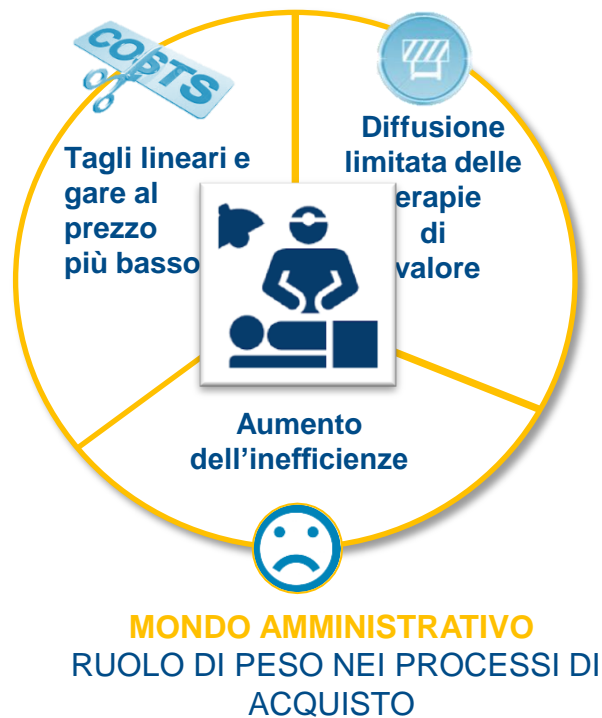 COSTS
Tagli lineari e
gare al
prezzo
più basso
Diffusione
limitata delle
erapie
di
valore
Aumento
dell’inefficienze
MONDO AMMINISTRATIVO
RUOLO DI PESO NEI PROCESSI DI
ACQUISTO